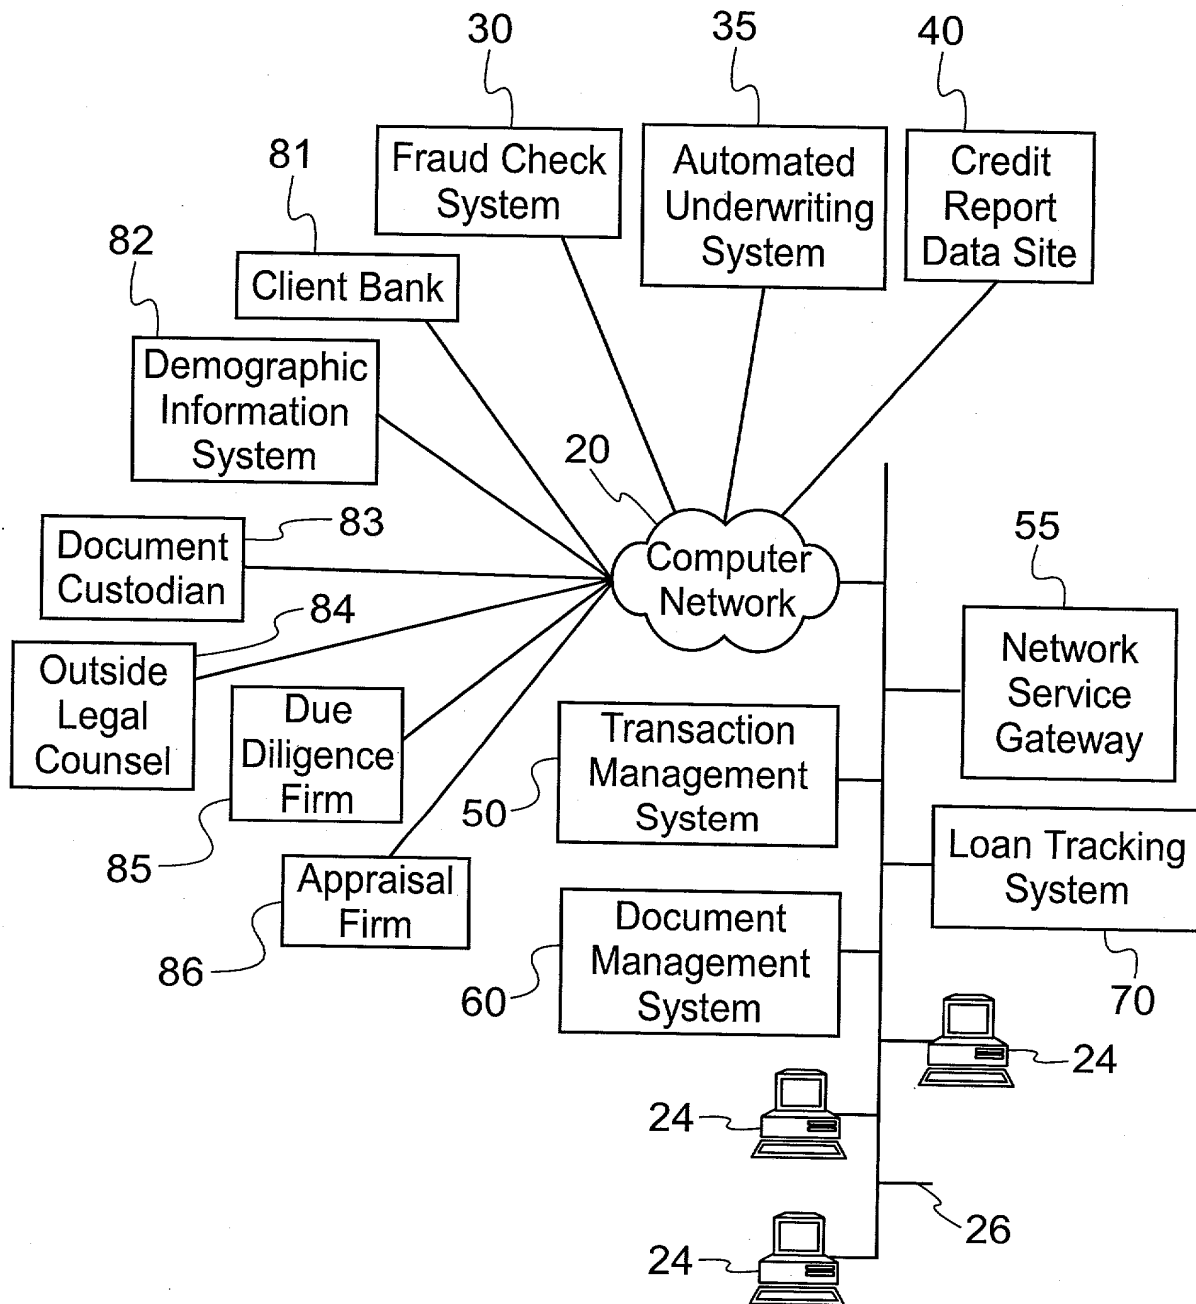 30
35
40
81
Fraud Check
System
Automated
Underwriting
System
Credit
Report
Data Site
82
Client Bank
Demographic
Information
System
20
83
Document
Custodian
Computer
Network
55
84
Outside
Legal
Counsel
Network
Service
Gateway
Due
Diligence
Firm
Transaction
Management
System
50
85
Loan Tracking
System
Appraisal
Firm
86
Document
Management
System
60
70
24
24
26
24